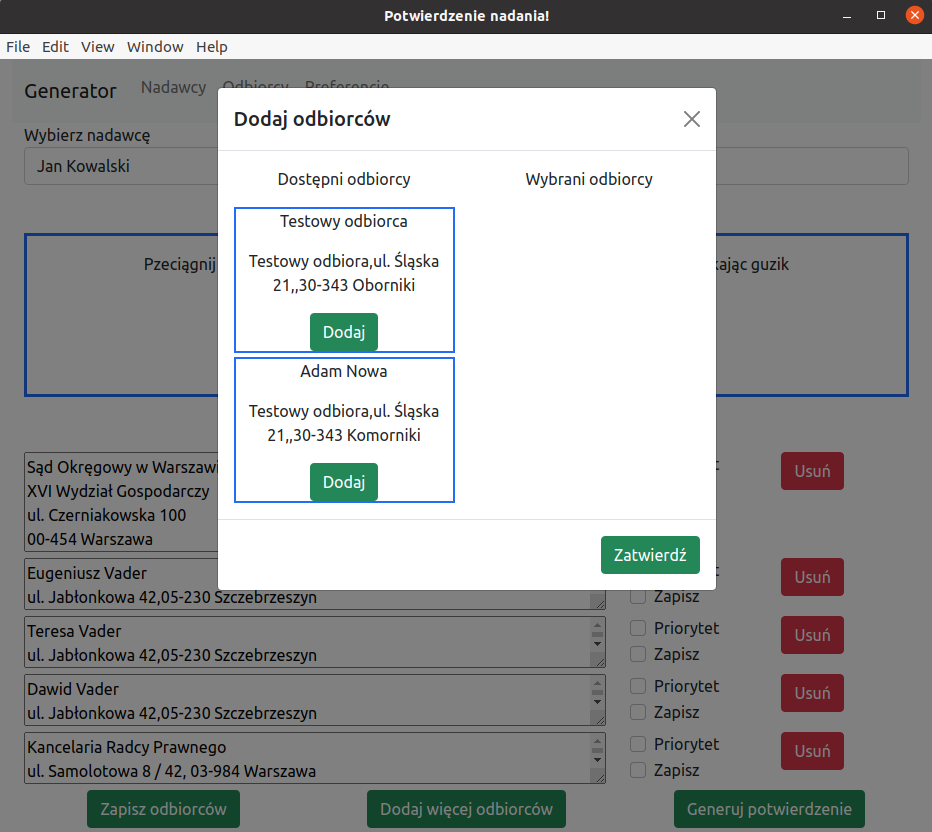 Potwierdzenie nadania!
File Edit View Window Help
Generator Nadawcy Odbiorcy Preferencje
Wybierz nadawcę
Jan Kowalski
Dodaj odbiorców
Dostępni odbiorcy
Wybrani odbiorcy
Testowy odbiorca
Testowy odbiora,ul. Śląska
21,,30-343 Oborniki
Dodaj
Adam Nowa
Testowy odbiora,ul. Śląska
21,,30-343 Komorniki
Dodaj
Zatwierdź
Pzeciągnij
kając guzik
Sąd Okręgowy w Warszawi
XVI Wydział Gospodarczy
ul. Czerniakowska 100
00-454 Warszawa
Usuń
Eugeniusz Vader
ul. Jabłonkowa 42,05-230 Szczebrzeszyn
Zapisz
Usuń
Teresa Vader
ul. Jabłonkowa 42,05-230 Szczebrzeszyn
Priorytet
Zapisz
Usuń
Dawid Vader
ul. Jabłonkowa 42,05-230 Szczebrzeszyn
Priorytet
Zapisz
Usuń
Kancelaria Radcy Prawnego
ul. Samolotowa 8 / 42, 03-984 Warszawa
Priorytet
Zapisz
Usuń
Zapisz odbiorców
Dodaj więcej odbiorców
Generuj potwierdzenie